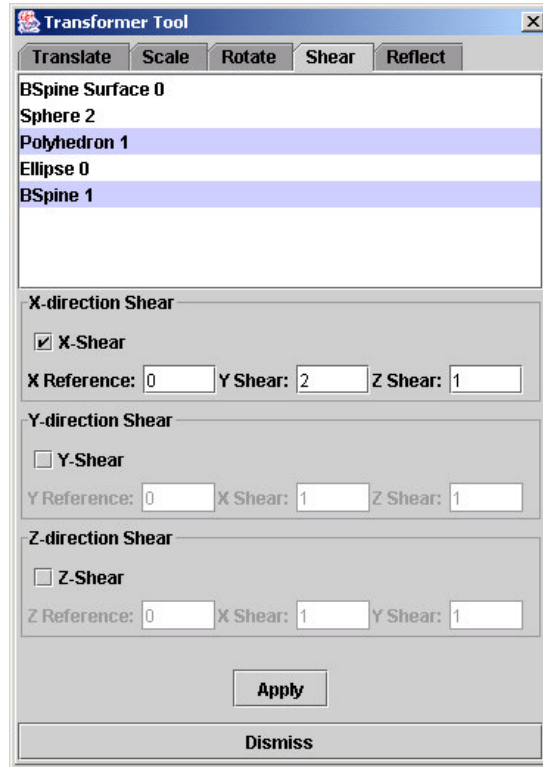 Transformer Tool
Translate Scale Rotate Shear Reflect
BSpine Surface 0
Sphere 2
Polyhedron 1
Ellipse 0
BSpine 1
X-direction Shear
X-Shear
X Reference: 0 Y Shear: 2 Z Shear: 1
Y-direction Shear
Y-Shear
Y Reference: 0 X Shear: 1 Z Shear: 1
Z-direction Shear
Z-Shear
Z Reference: 0 X Shear: 1 Y Shear: 1
Apply
Dismiss